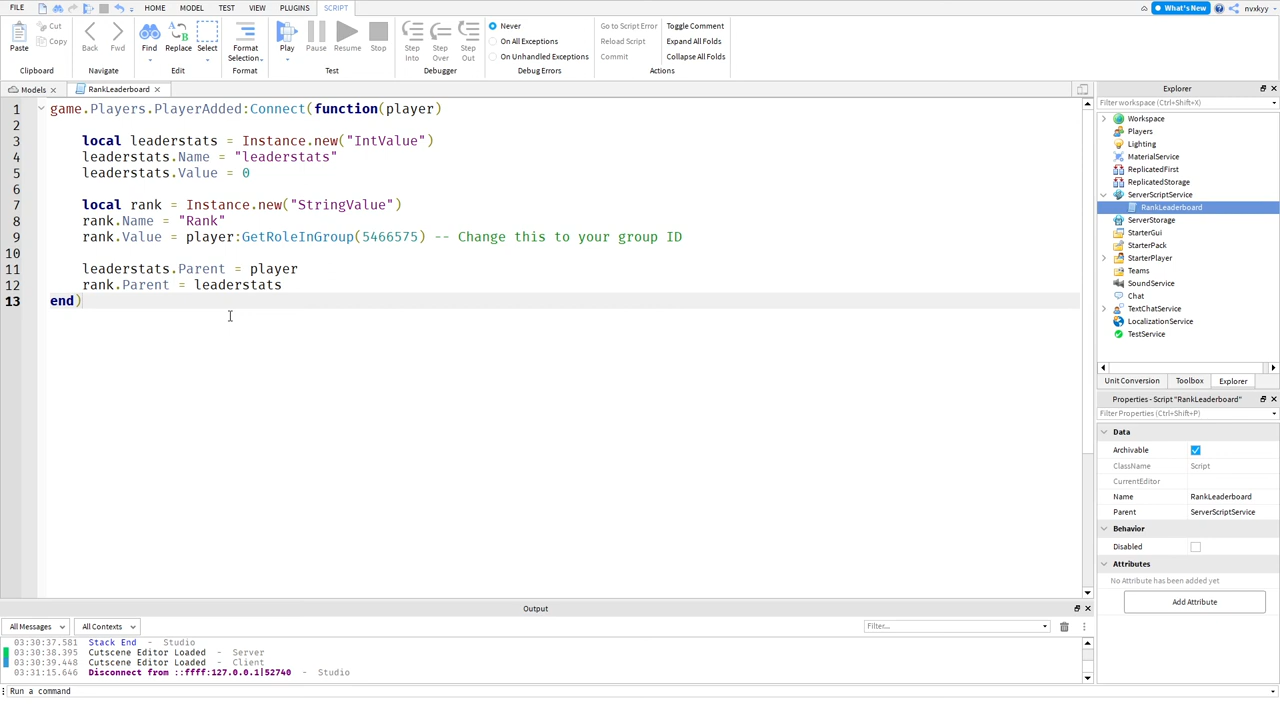 FILE HOME MODEL TEST VIEW PLUGINS SCRIPT What's New nvxkyy
Paste Cut Copy Back Fwd Find Replace Select Format Selection Play Pause Resume Stop Step Into Step Over Step Out Never On All Exceptions On Unhandled Exceptions Go to Script Error Reload Script Commit Toggle Comment Expand All Folds Collapse All Folds
Clipboard Navigate Edit Format Test Debugger Debug Errors Actions
Models RankLeaderboard
1 game.Players.PlayerAdded:Connect(function(player)
2
3 local leaderstats = Instance.new("IntValue")
4 leaderstats.Name = "leaderstats"
5 leaderstats.Value = 0
6
7 local rank = Instance.new("StringValue")
8 rank.Name = "Rank"
9 rank.Value = player:GetRoleInGroup(5466575) -- Change this to your group ID
10
11 leaderstats.Parent = player
12 rank.Parent = leaderstats
13 end)
Explorer
Filter workspace (Ctrl+Shift+X)
Workspace
Players
Lighting
MaterialService
ReplicatedFirst
ReplicatedStorage
ServerScriptService
RankLeaderboard
ServerStorage
StarterGui
StarterPack
StarterPlayer
Teams
SoundService
Chat
TextChatService
LocalizationService
TestService
Unit Conversion Toolbox Explorer
Properties - Script "RankLeaderboard"
Filter Properties (Ctrl+Shift+P)
Data
Archivable
ClassName Script
CurrentEditor
Name RankLeaderboard
Parent ServerScriptService
Behavior
Disabled
Attributes
No Attribute has been added yet
Add Attribute
Output
All Messages All Contexts Filter...
03:30:37.581 Stack End - Studio
03:30:38.395 Cutscene Editor Loaded - Server
03:30:39.448 Cutscene Editor Loaded - Client
03:31:15.646 Disconnect from ::ffff:127.0.0.1|52740 - Studio
Run a command